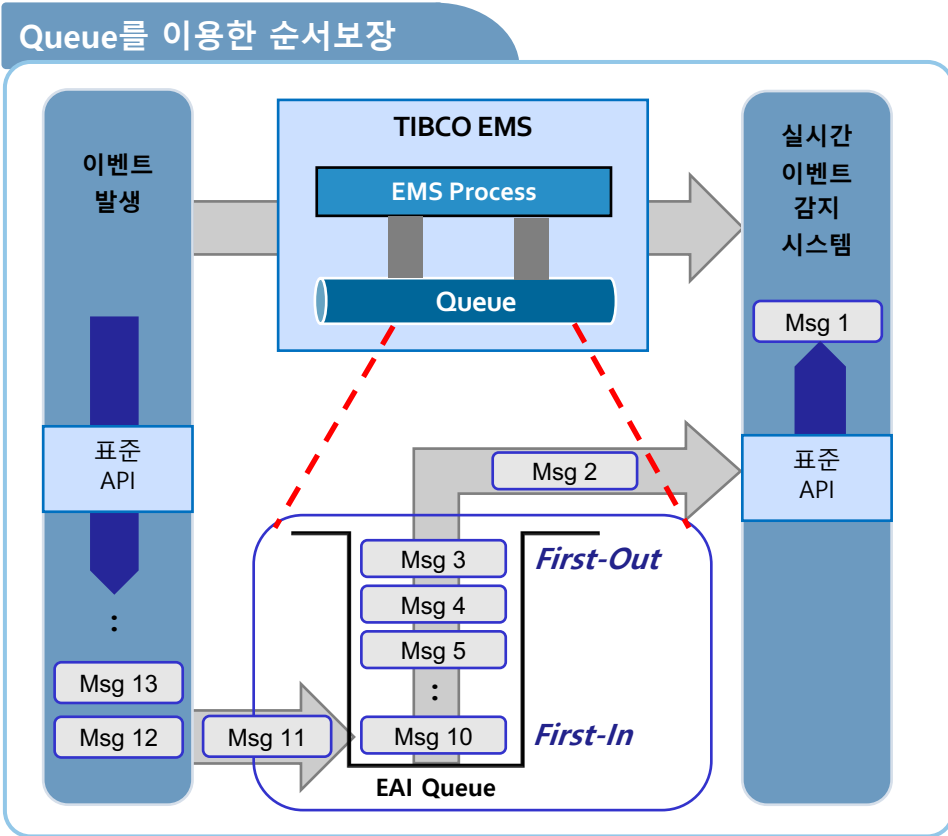 Queue를 이용한 순서보장
이벤트
발생
TIBCO EMS
EMS Process
Queue
실시간
이벤트
감지
시스템
Msg 1
표준
API
Msg 2
표준
API
Msg 3
First-Out
Msg 4
Msg 5
:
:
Msg 13
Msg 12
Msg 11
Msg 10
First-In
EAI Queue